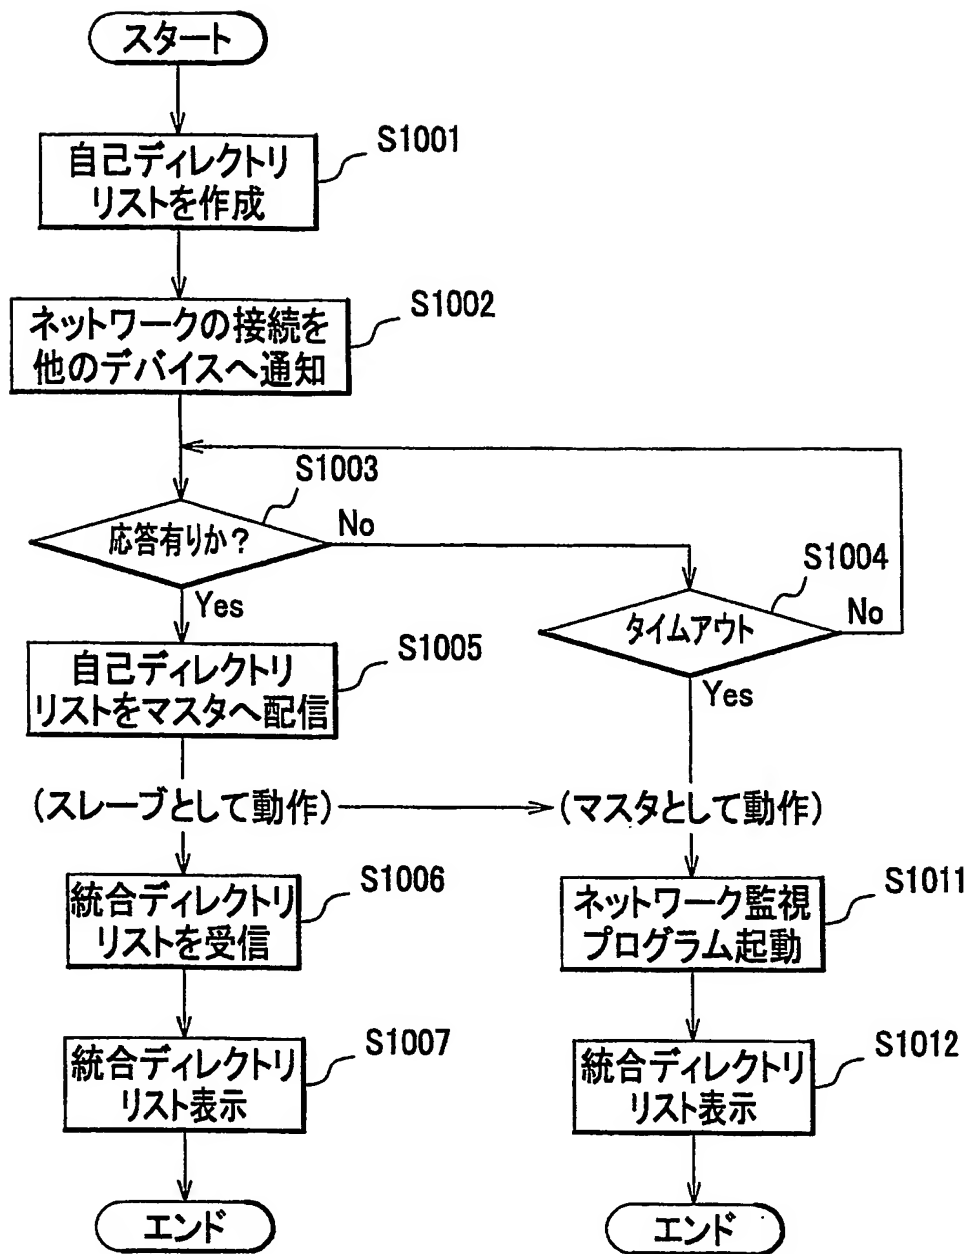 スタート
S1001
自己ディレクトリ
リストを作成
S1002
ネットワークの接続を
他のデバイスへ通知
S1003
応答有りか?
No
Yes
S1004
タイムアウト
No
Yes
S1005
自己ディレクトリ
リストをマスタへ配信
(スレーブとして動作)
(マスタとして動作)
S1006
統合ディレクトリ
リストを受信
S1011
ネットワーク監視
プログラム起動
S1007
統合ディレクトリ
リスト表示
S1012
統合ディレクトリ
リスト表示
エンド
エンド